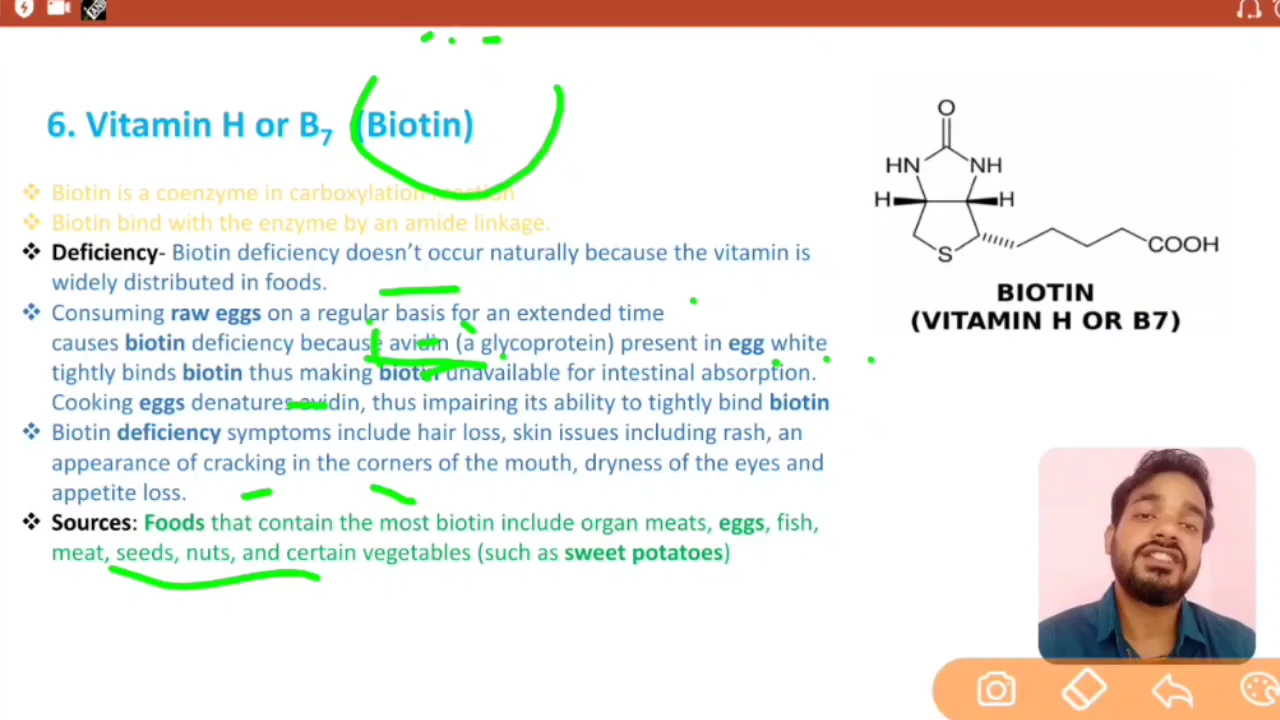 6. Vitamin H or B7 (Biotin)
❖ Biotin is a coenzyme in carboxylation reaction
❖ Biotin bind with the enzyme by an amide linkage.
❖ Deficiency- Biotin deficiency doesn't occur naturally because the vitamin is
widely distributed in foods.
❖ Consuming raw eggs on a regular basis for an extended time
causes biotin deficiency because avidin (a glycoprotein) present in egg white
tightly binds biotin thus making biotin unavailable for intestinal absorption.
Cooking eggs denatures avidin, thus impairing its ability to tightly bind biotin
❖ Biotin deficiency symptoms include hair loss, skin issues including rash, an
appearance of cracking in the corners of the mouth, dryness of the eyes and
appetite loss.
❖ Sources: Foods that contain the most biotin include organ meats, eggs, fish,
meat, seeds, nuts, and certain vegetables (such as sweet potatoes)
O
HN NH
H H
S
COOH
BIOTIN
(VITAMIN H OR B7)